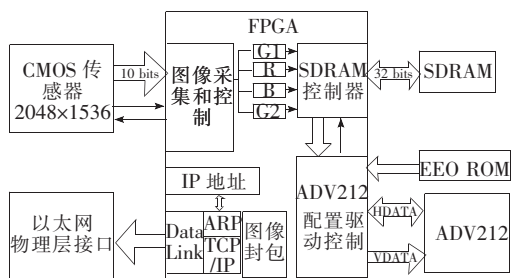 FPGA
CMOS 传
感器
2048×1536
10 bits
图像采
集和控
制
G1
R
B
G2
SDRAM
控制器
32 bits
SDRAM
EEO ROM
IP 地址
ADV212
配置驱
动控制
HDATA
VDATA
ADV212
以太网
物理层接口
Data
Link
ARP
TCP
/IP
图像
封包